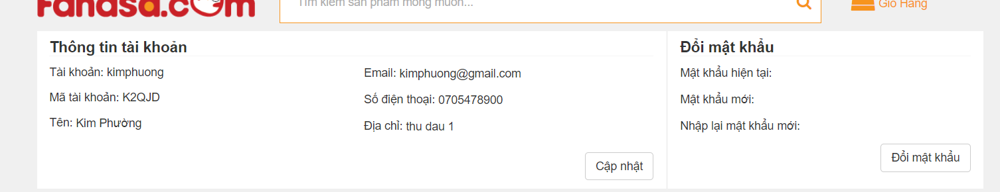 Fahasa.com
Tìm kiếm sản phẩm mong muốn...
Giỏ Hàng
Thông tin tài khoản
Tài khoản: kimphuong
Mã tài khoản: K2QJD
Tên: Kim Phường
Email: kimphuong@gmail.com
Số điện thoại: 0705478900
Địa chỉ: thu dau 1
Cập nhật
Đổi mật khẩu
Mật khẩu hiện tại:
Mật khẩu mới:
Nhập lại mật khẩu mới:
Đổi mật khẩu